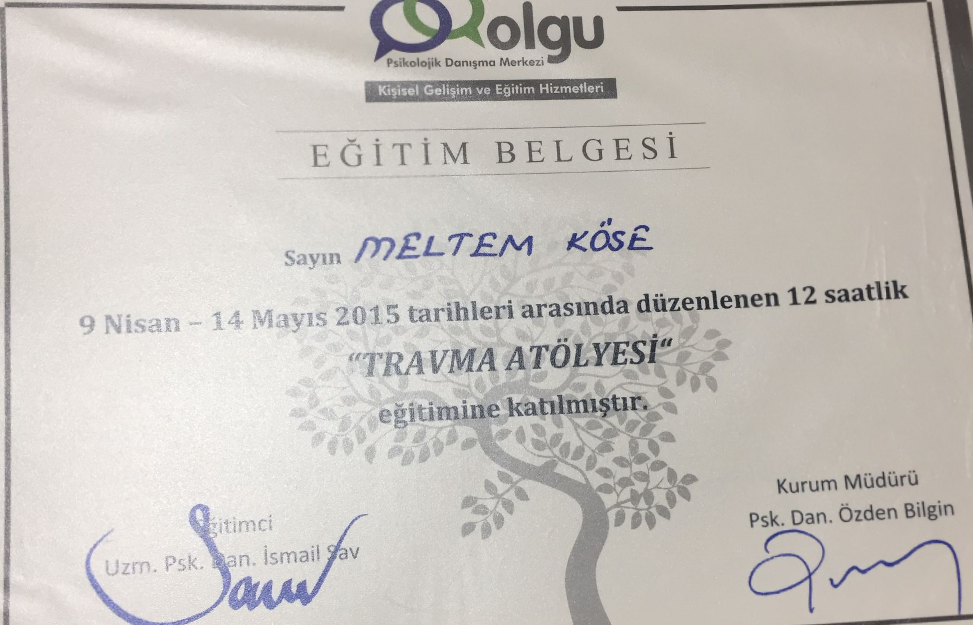 olgu
Psikolojik Danışma Merkezi
Kişisel Gelişim ve Eğitim Hizmetleri
EĞİTİM BELGESİ
Sayın MELTEM KÖSE
9 Nisan – 14 Mayıs 2015 tarihleri arasında düzenlenen 12 saatlik
“TRAVMA ATÖLYESİ“
eğitimine katılmıştır.
Eğitimci
Uzm. Psk. Dan. İsmail Sav
Kurum Müdürü
Psk. Dan. Özden Bilgin